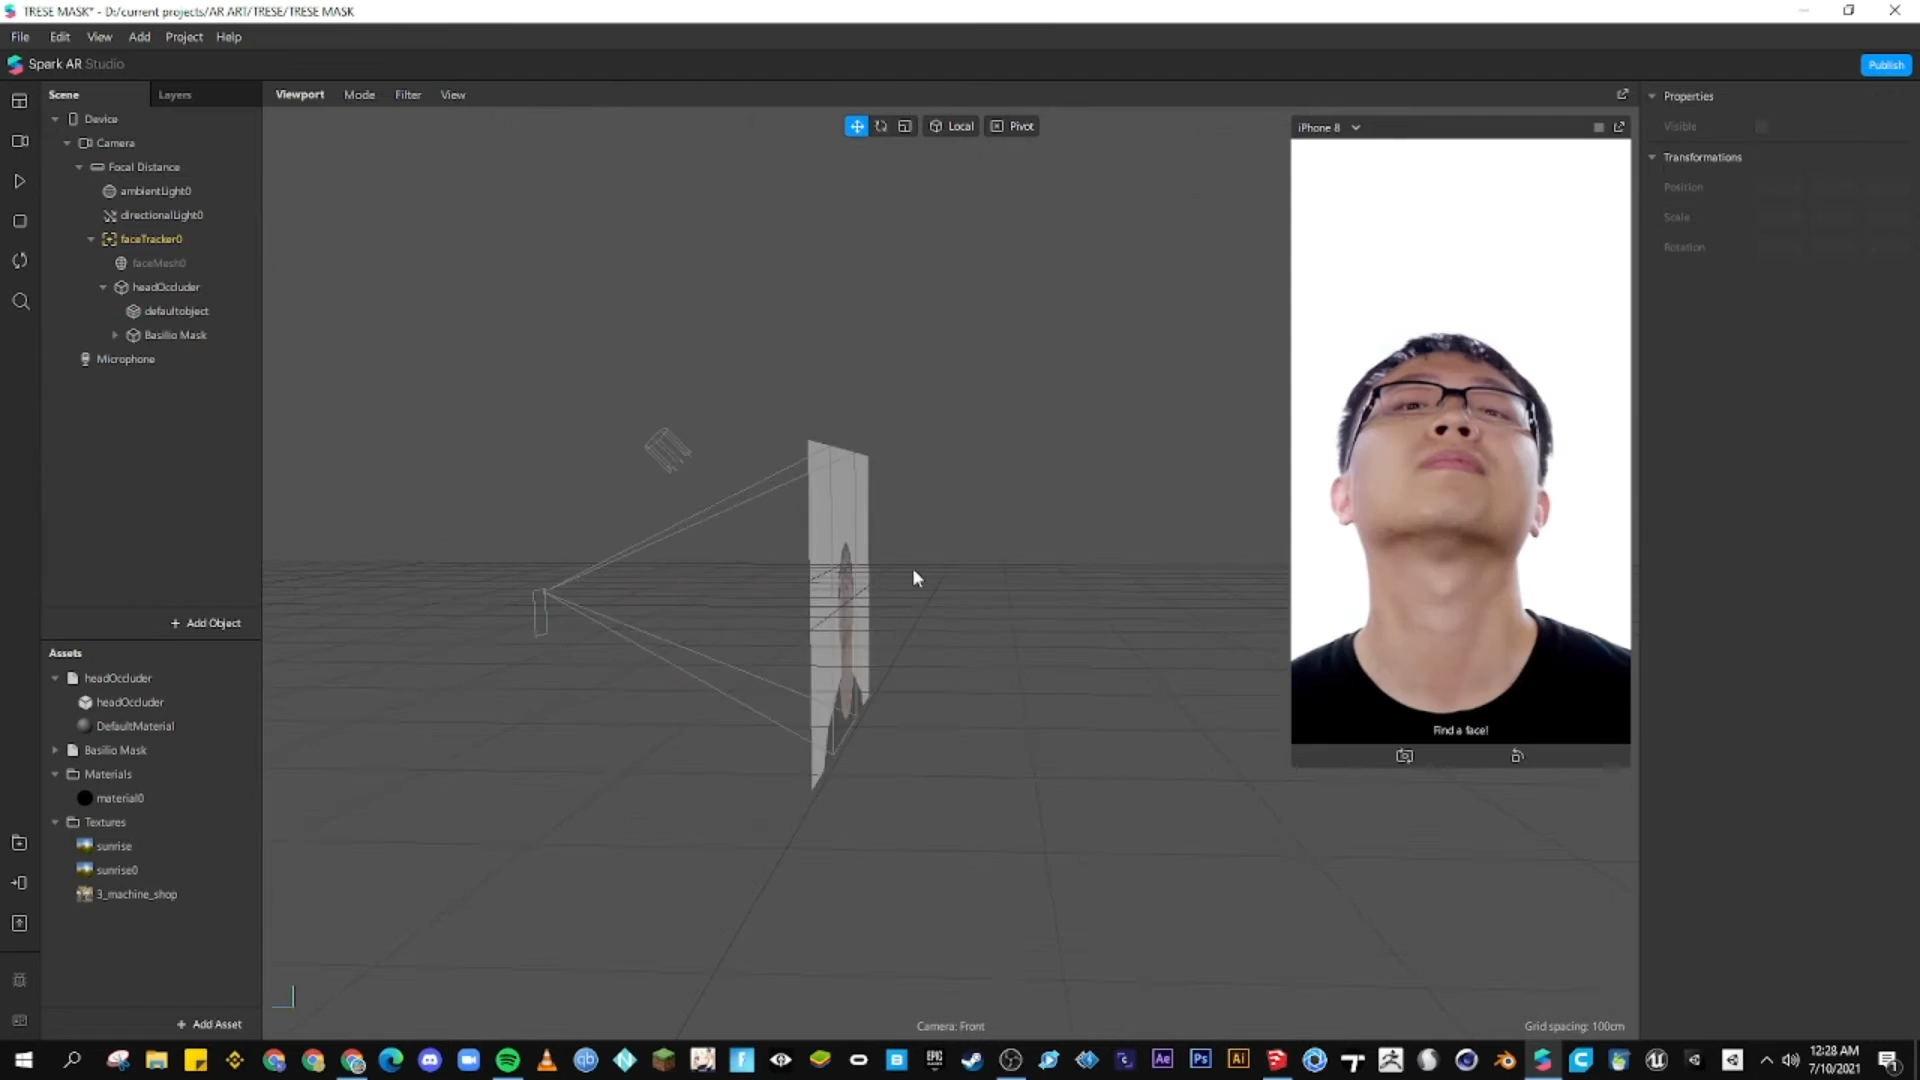 TRESE MASK* - D:/current projects/AR ART/TRESE/TRESE MASK
File Edit View Add Project Help
Spark AR Studio
Publish
Scene Layers
Device
Camera
Focal Distance
ambientLight0
directionalLight0
faceTracker0
faceMesh0
headOccluder
defaultobject
Basilio Mask
Microphone
+ Add Object
Assets
headOccluder
headOccluder
DefaultMaterial
Basilio Mask
Materials
material0
Textures
sunrise
sunrise0
3_machine_shop
+ Add Asset
Viewport Mode Filter View
Local Pivot
iPhone 8
Find a face!
Camera: Front
Grid spacing: 100cm
Properties
Visible
Transformations
Position
Scale
Rotation
12:28 AM
7/10/2021